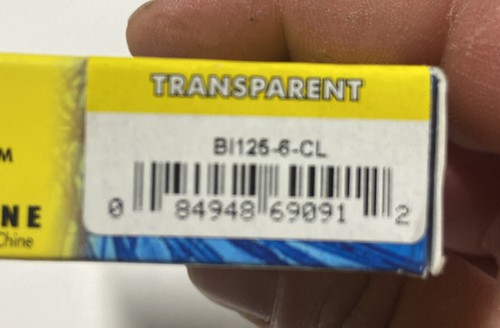 TRANSPARENT
BI125-6-CL
0 84948 69091 2
M
NE
Chine